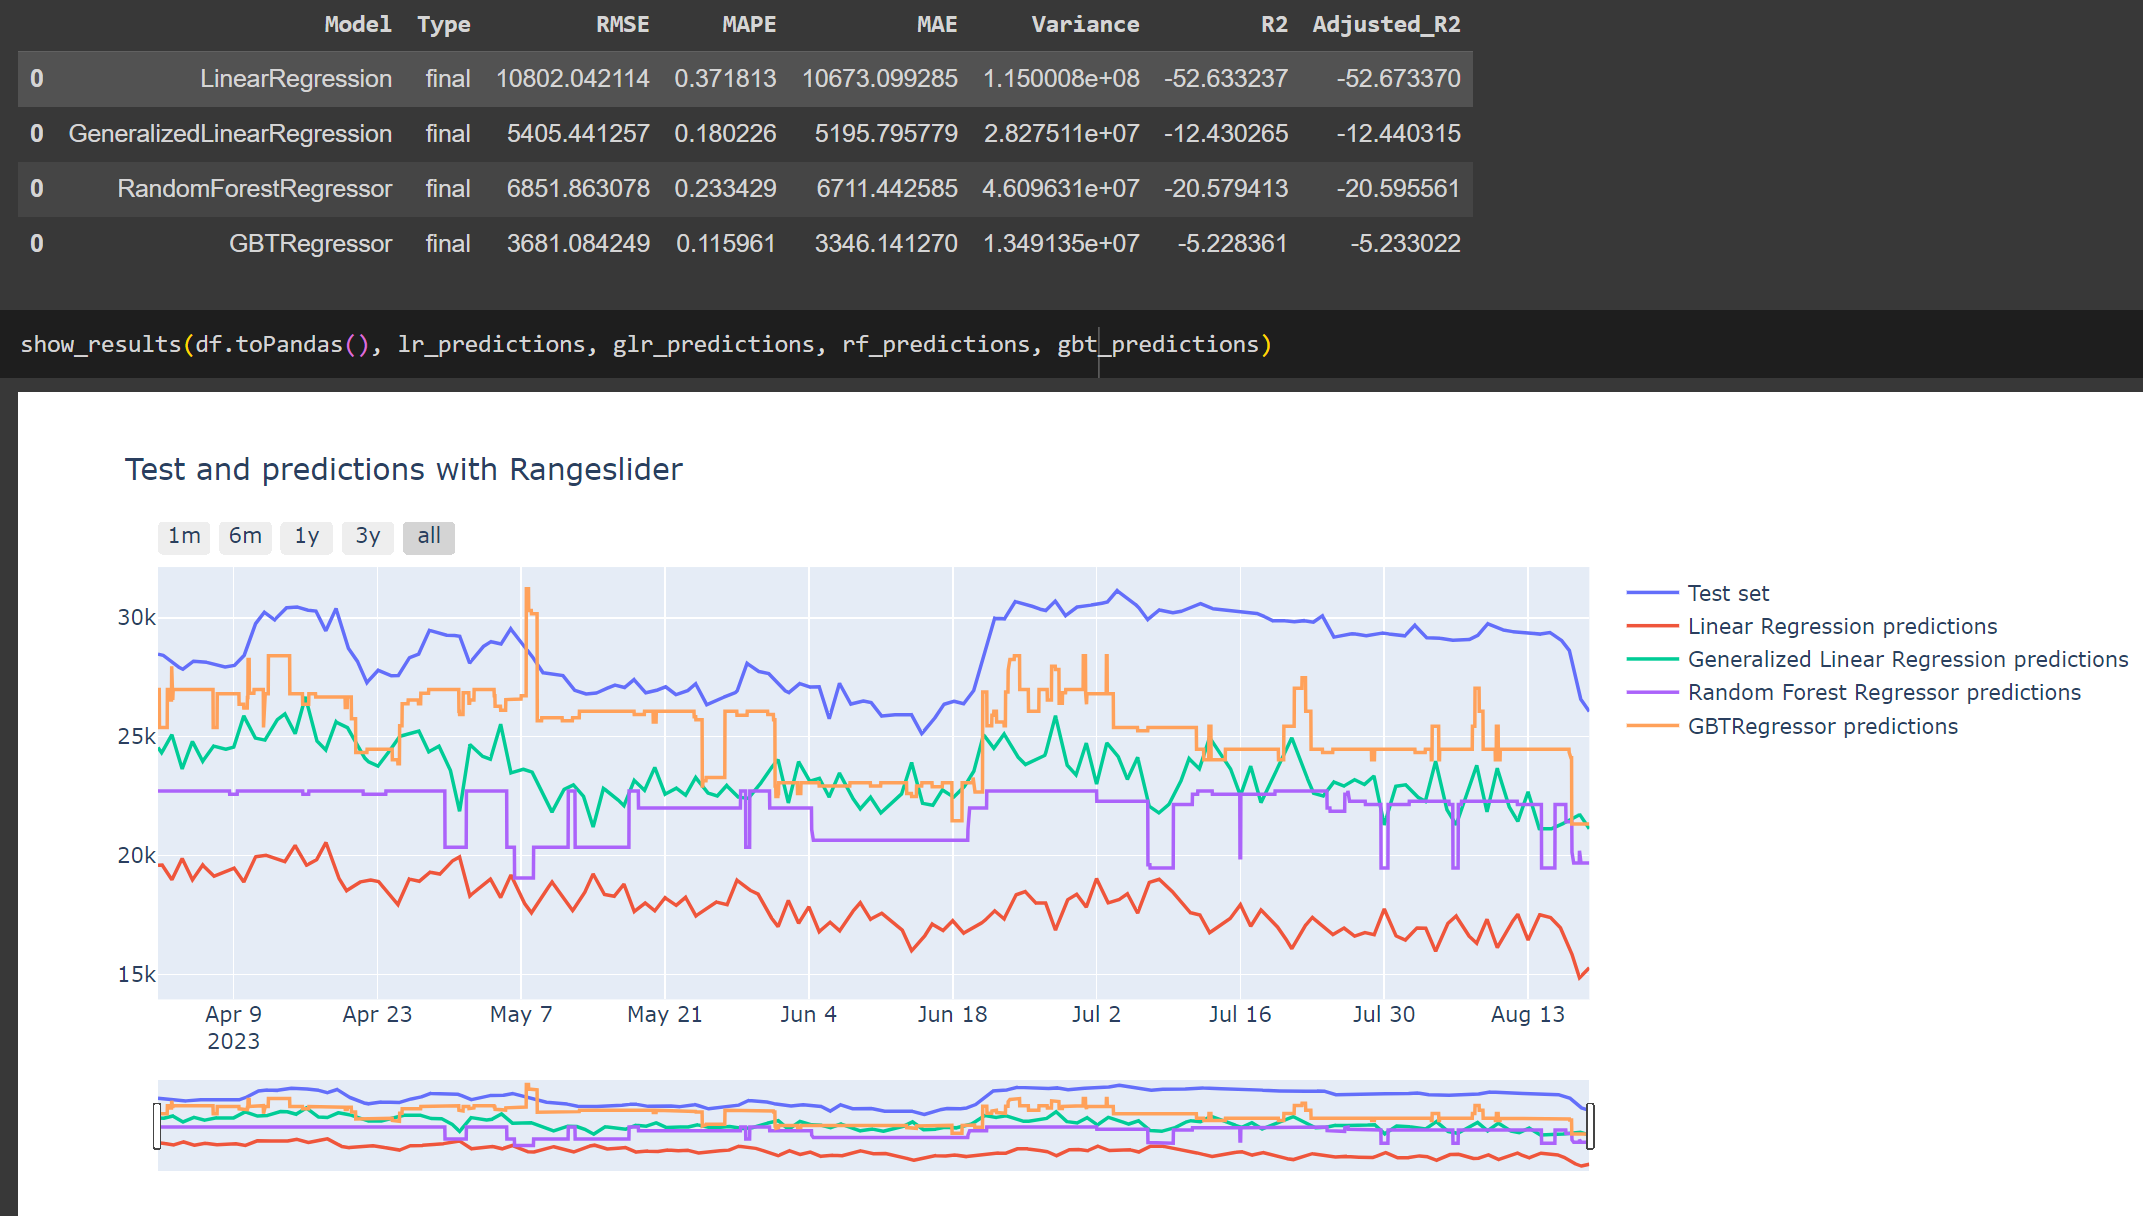 Model Type RMSE MAPE MAE Variance R2 Adjusted_R2
0 LinearRegression final 10802.042114 0.371813 10673.099285 1.150008e+08 -52.633237 -52.673370
0 GeneralizedLinearRegression final 5405.441257 0.180226 5195.795779 2.827511e+07 -12.430265 -12.440315
0 RandomForestRegressor final 6851.863078 0.233429 6711.442585 4.609631e+07 -20.579413 -20.595561
0 GBTRegressor final 3681.084249 0.115961 3346.141270 1.349135e+07 -5.228361 -5.233022
show_results(df.toPandas(), lr_predictions, glr_predictions, rf_predictions, gbt_predictions)
Test and predictions with Rangeslider
1m 6m 1y 3y all
30k
25k
20k
15k
Apr 9 Apr 23 May 7 May 21 Jun 4 Jun 18 Jul 2 Jul 16 Jul 30 Aug 13
2023
Test set
Linear Regression predictions
Generalized Linear Regression predictions
Random Forest Regressor predictions
GBTRegressor predictions